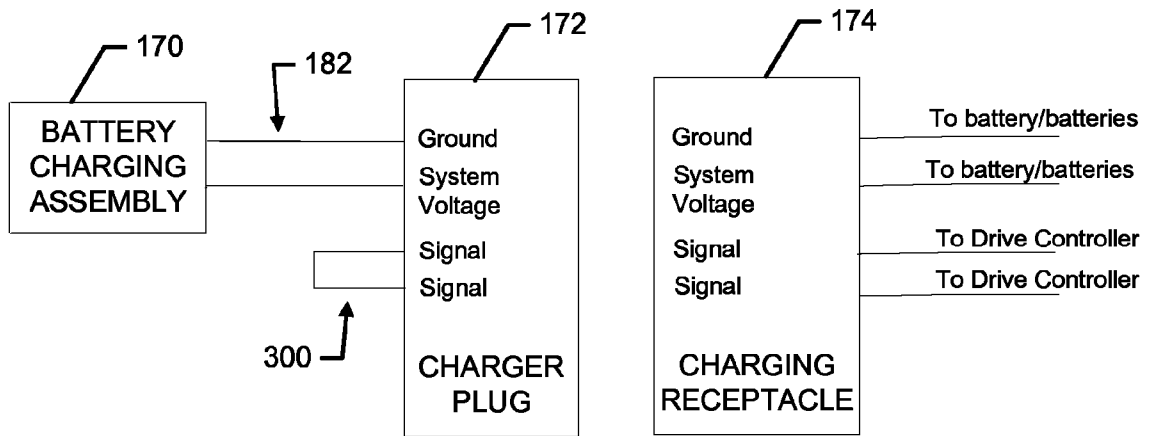 170
182
172
174
BATTERY
CHARGING
ASSEMBLY
Ground
System
Voltage
Signal
Signal
300
CHARGER
PLUG
Ground
System
Voltage
Signal
Signal
CHARGING
RECEPTACLE
To battery/batteries
To battery/batteries
To Drive Controller
To Drive Controller